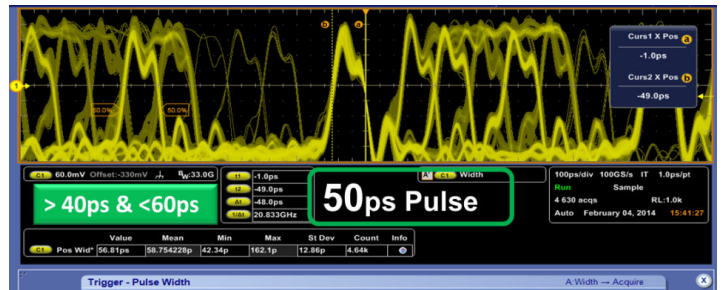 b a
Curs1 X Pos a
-1.0ps
Curs2 X Pos b
-49.0ps
1
60.0% 50.0%
C1 60.0mV Offset:-330mV BW:33.0G
t1 -1.0ps
t2 -49.0ps
Δt -48.0ps
1/Δt 20.833GHz
> 40ps & <60ps
50ps Pulse
A' C1 Width
100ps/div 100GS/s IT 1.0ps/pt
Run Sample
4 630 acqs RL:1.0k
Auto February 04, 2014 15:41:27
Value Mean Min Max St Dev Count Info
C1 Pos Wid* 56.81ps 58.754228p 42.34p 162.1p 12.86p 4.64k
Trigger - Pulse Width
A:Width → Acquire
X